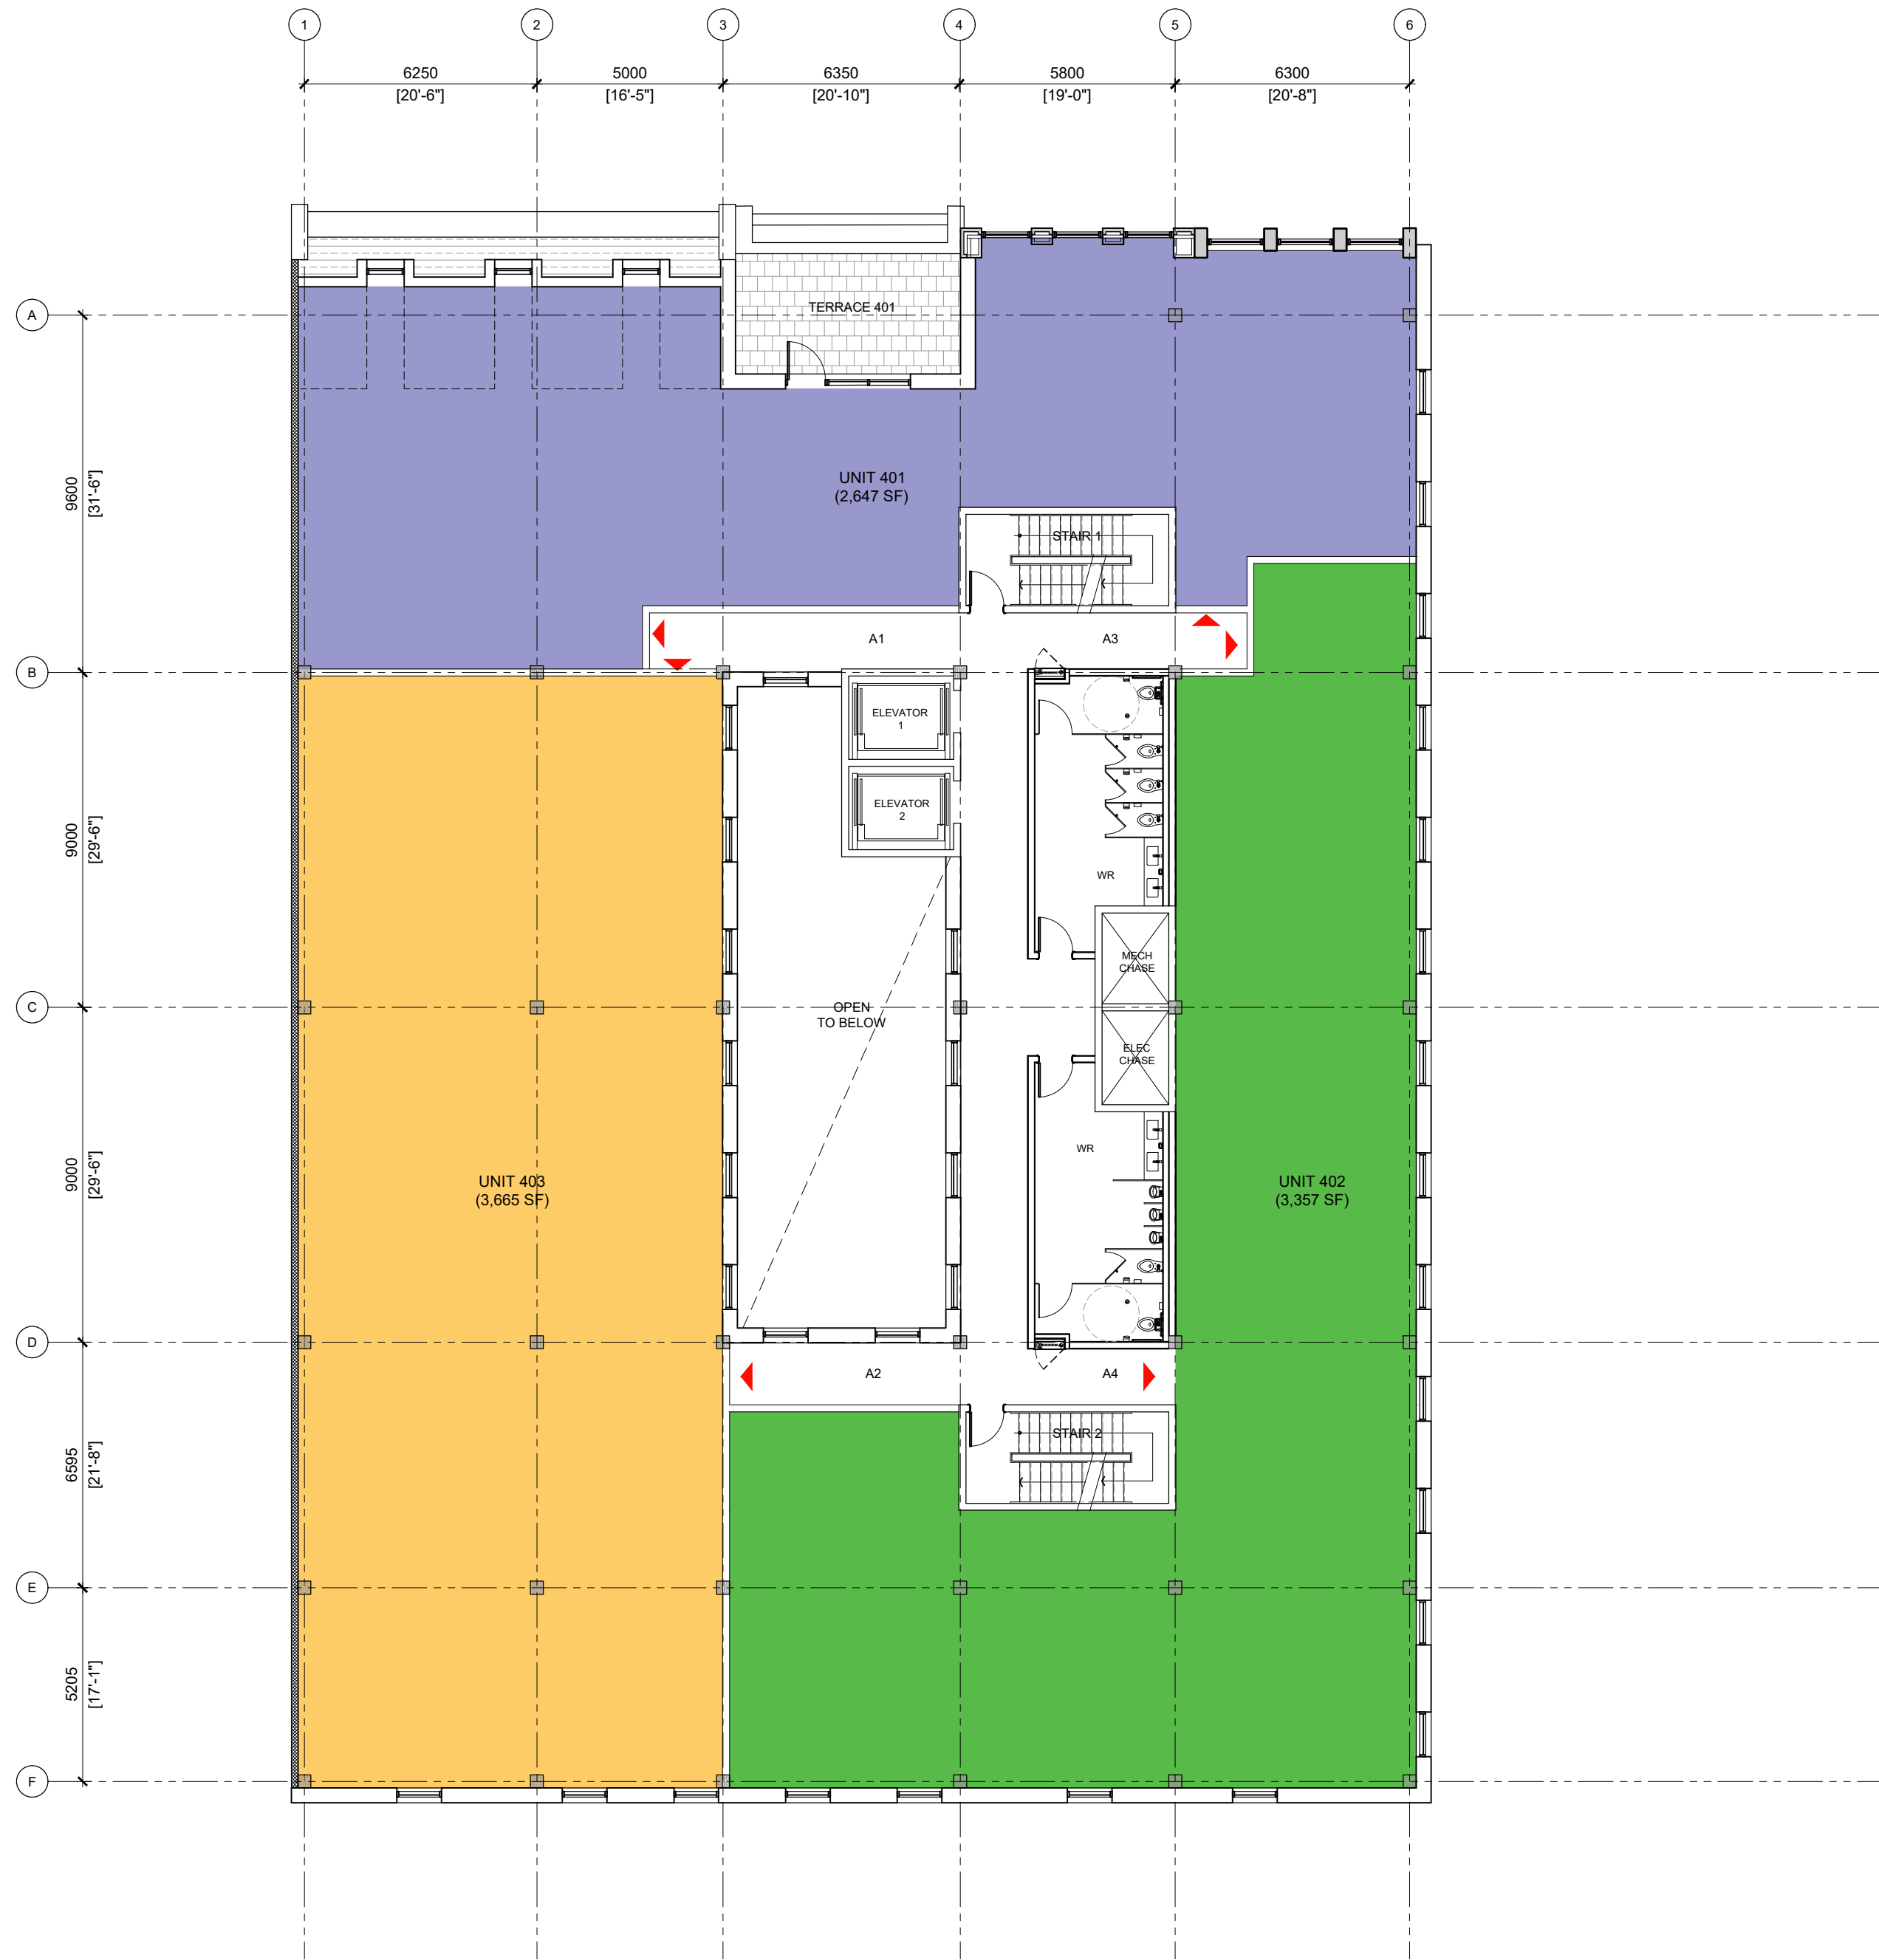 1
2
3
4
5
6
6250
5000
6350
5800
6300
[20'-6"]
[16'-5"]
[20'-10"]
[19'-0"]
[20'-8"]
A
TERRACE 401
9600
[31'-6"]
UNIT 401
(2,647 SF)
STAIR 1
A1
A3
B
ELEVATOR
1
ELEVATOR
2
9000
[29'-6"]
WR
MECH
CHASE
C
OPEN
TO BELOW
ELEC
CHASE
WR
9000
[29'-6"]
UNIT 403
(3,665 SF)
UNIT 402
(3,357 SF)
D
A2
A4
STAIR 2
6595
[21'-8"]
E
5205
[17'-1"]
F